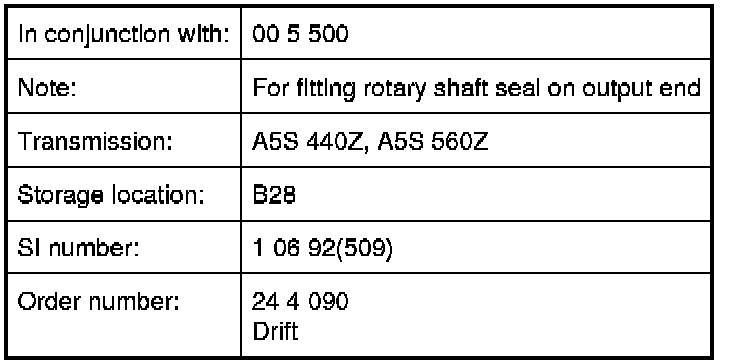 In conjunction with: 00 5 500
Note: For fitting rotary shaft seal on output end
Transmission: A5S 440Z, A5S 560Z
Storage location: B28
SI number: 1 06 92(509)
Order number: 24 4 090
Drift